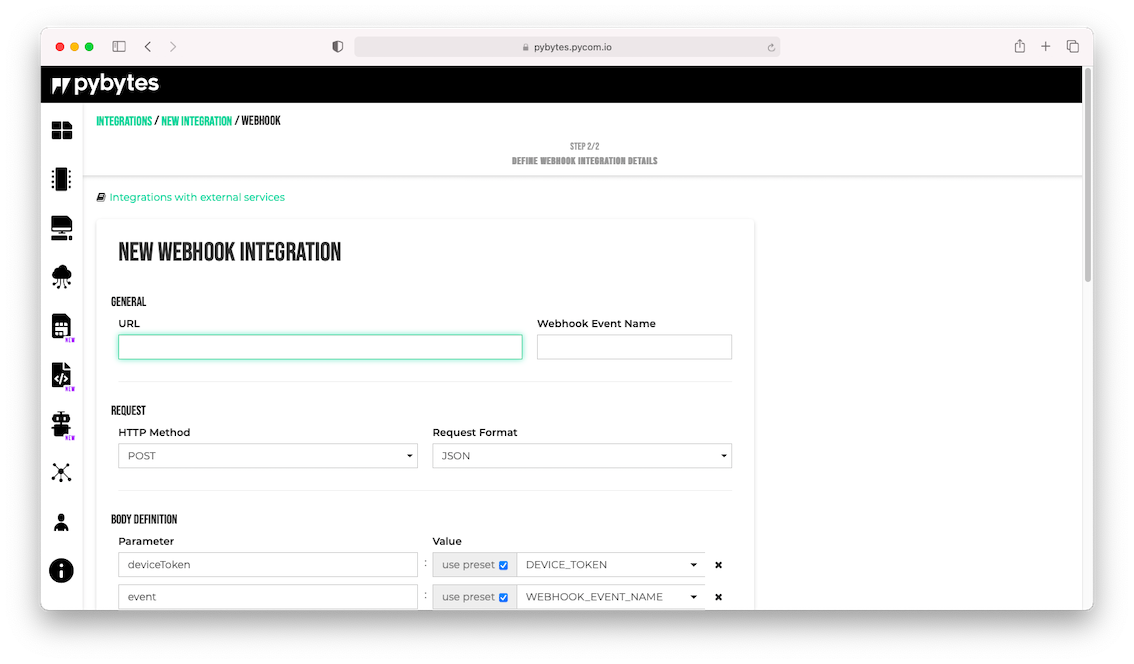 pybytes.pycom.io
pybytes
INTEGRATIONS / NEW INTEGRATION / WEBHOOK
STEP 2/2
DEFINE WEBHOOK INTEGRATION DETAILS
Integrations with external services
NEW WEBHOOK INTEGRATION
GENERAL
URL
Webhook Event Name
REQUEST
HTTP Method
Request Format
POST
JSON
BODY DEFINITION
Parameter
Value
deviceToken
:
use preset
DEVICE_TOKEN
event
:
use preset
WEBHOOK_EVENT_NAME
NEW
NEW
NEW